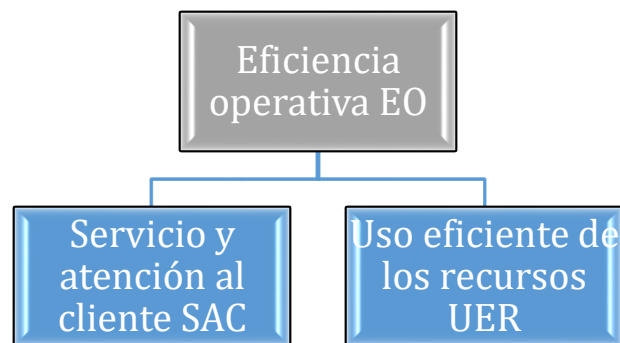 Eficiencia
operativa EO
Servicio y
atención al
cliente SAC
Uso eficiente de
los recursos
UER